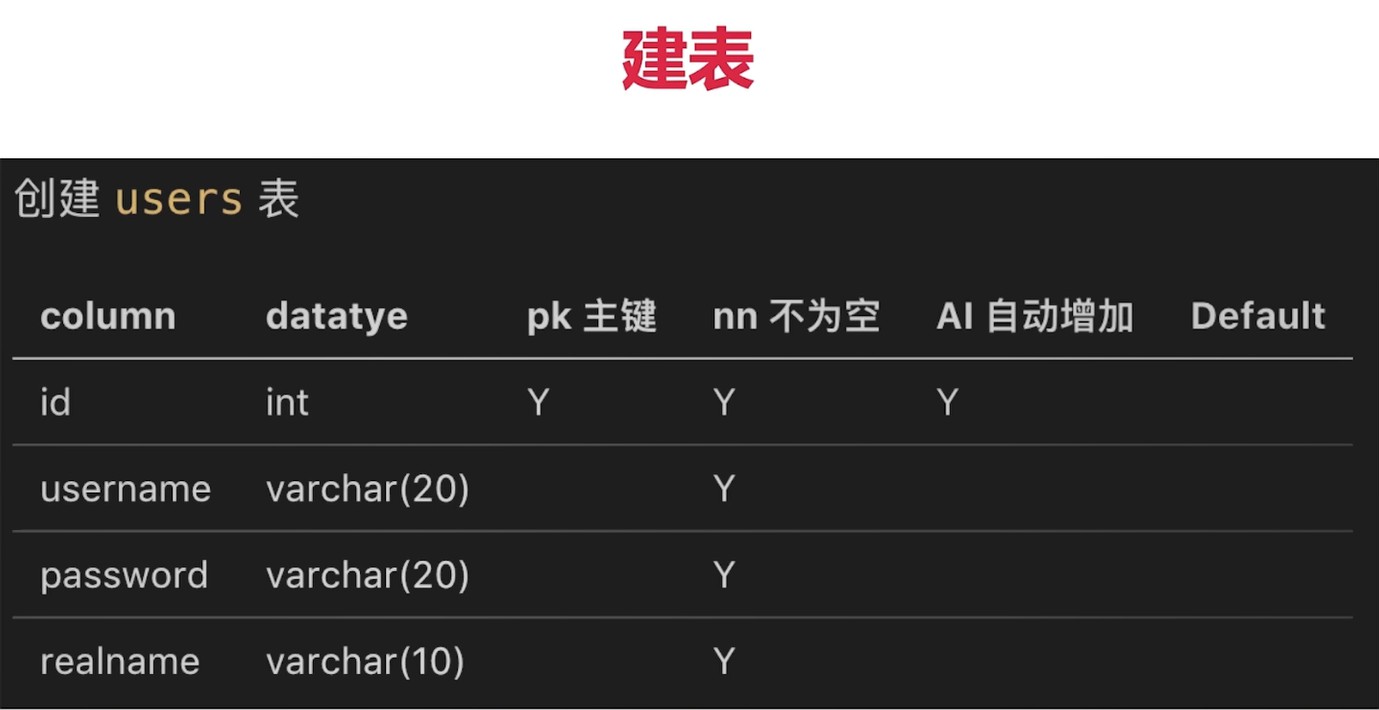 建表
创建 users 表
column datatye pk 主键 nn 不为空 AI 自动增加 Default
id int Y Y Y
username varchar(20) Y
password varchar(20) Y
realname varchar(10) Y